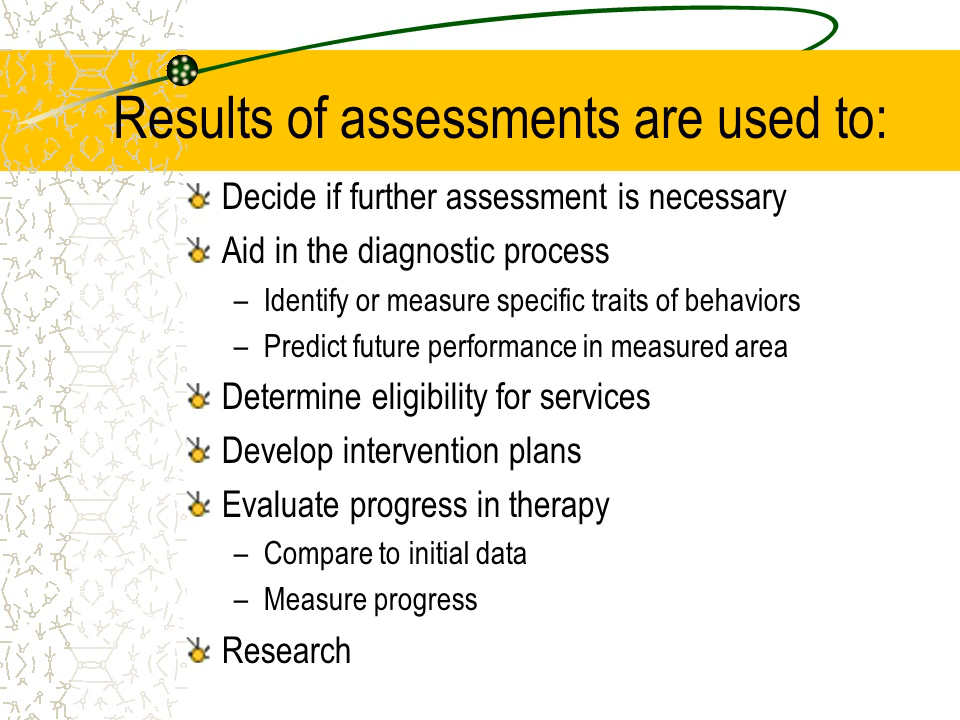 Results of assessments are used to:
Decide if further assessment is necessary
Aid in the diagnostic process
– Identify or measure specific traits of behaviors
– Predict future performance in measured area
Determine eligibility for services
Develop intervention plans
Evaluate progress in therapy
– Compare to initial data
– Measure progress
Research